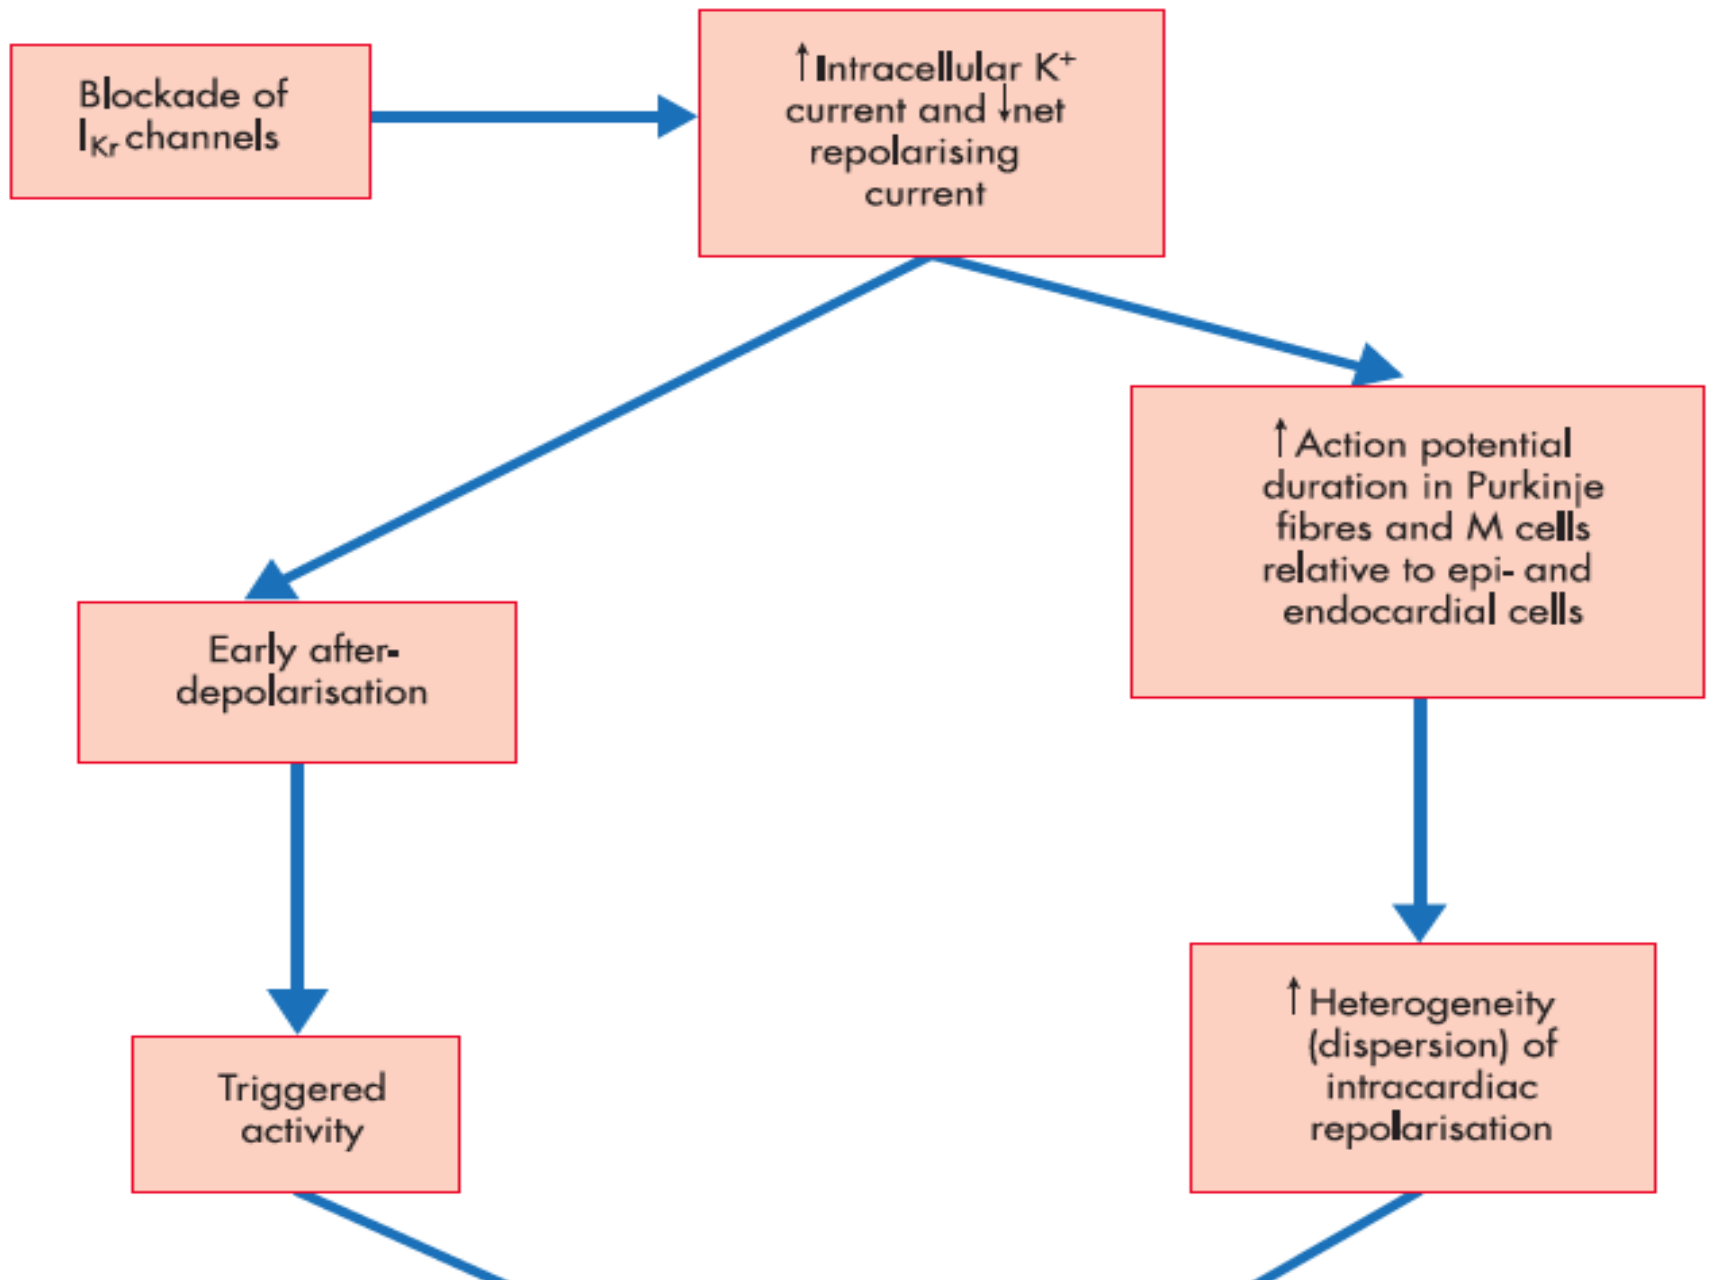 Blockade of
IKr channels
↑Intracellular K⁺
current and ↓net
repolarising
current
↑Action potential
duration in Purkinje
fibres and M cells
relative to epi- and
endocardial cells
Early after-
depolarisation
↑Heterogeneity
(dispersion) of
intracardiac
repolarisation
Triggered
activity